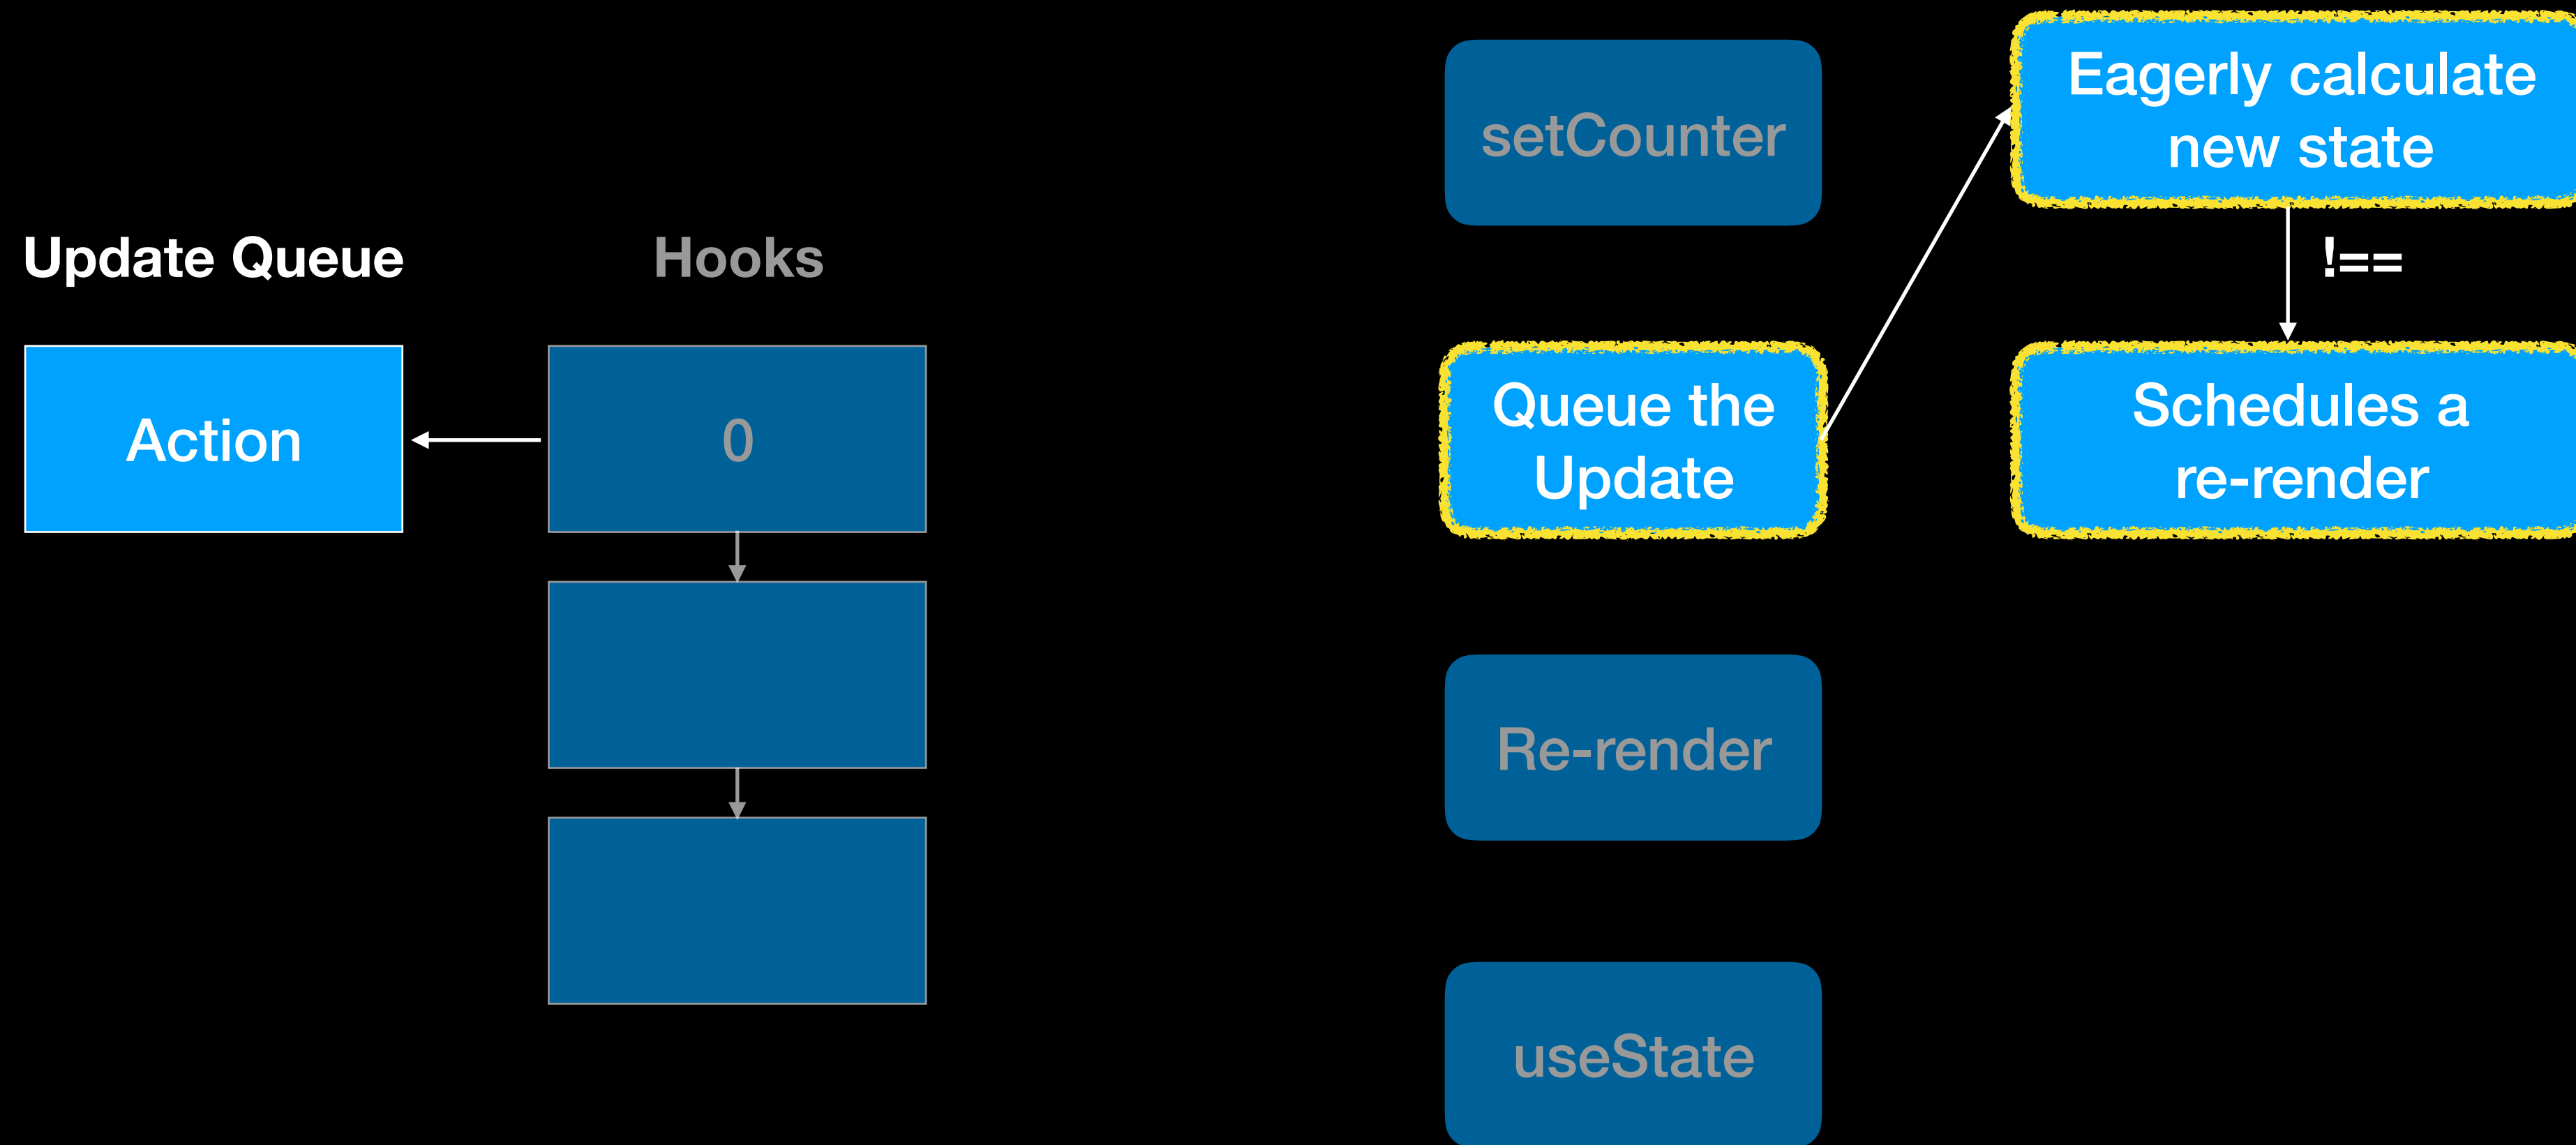 Update Queue
Action
Hooks
0
setCounter
Queue the
Update
Re-render
useState
Eagerly calculate
new state
!==
Schedules a
re-render